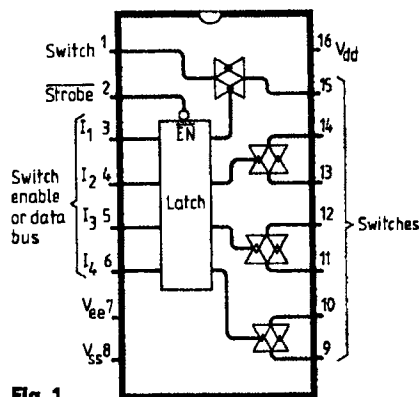 Switch 1
Strobe 2
I1 3
I2 4
I3 5
I4 6
Switch enable or data bus
Vee 7
Vss 8
EN
Latch
16 Vdd
15
14
13
12
11
10
9
Switches
Fig. 1